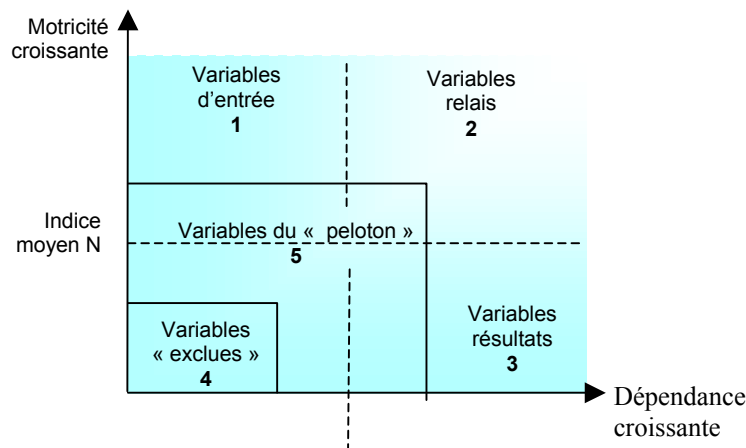 Motricité
croissante
Variables
d'entrée
1
Variables
relais
2
Indice
moyen N
Variables du « peloton »
5
Variables
« exclues »
4
Variables
résultats
3
Dépendance
croissante